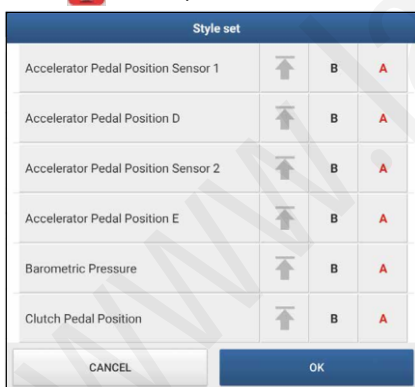 Style set
Accelerator Pedal Position Sensor 1 B A
Accelerator Pedal Position D B A
Accelerator Pedal Position Sensor 2 B A
Accelerator Pedal Position E B A
Barometric Pressure B A
Clutch Pedal Position B A
CANCEL OK